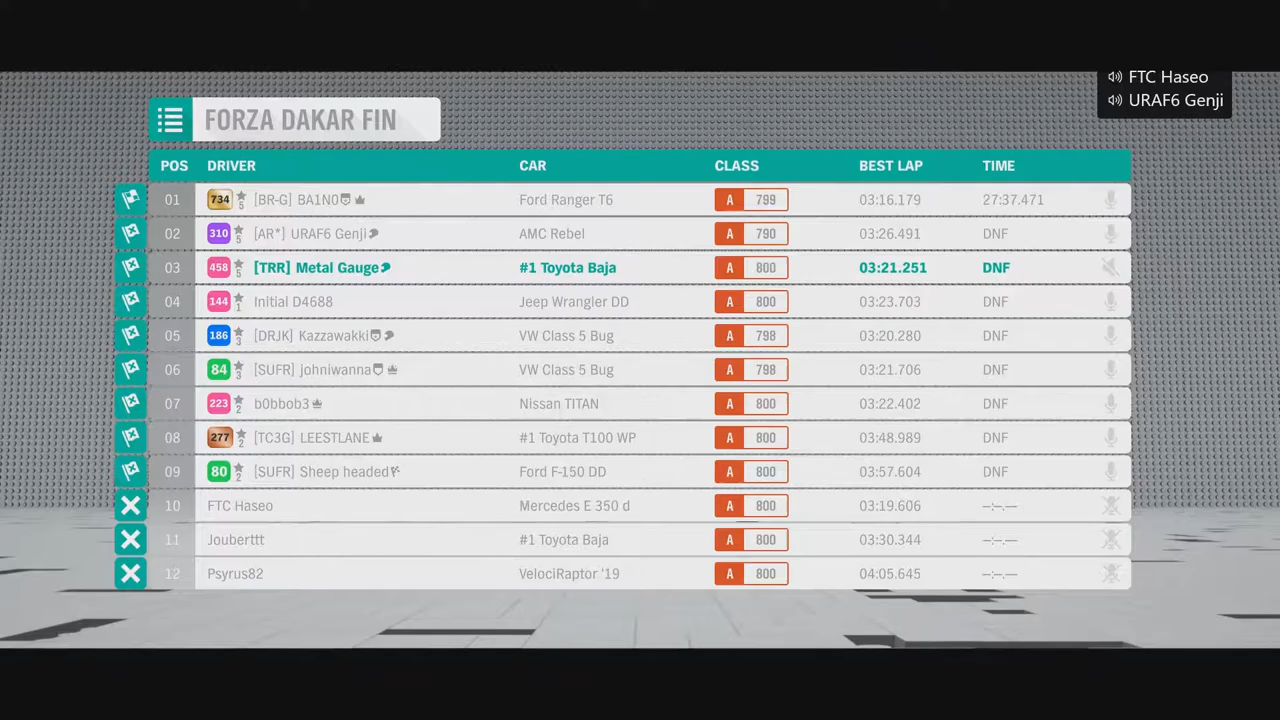 FTC Haseo
URAF6 Genji
FORZA DAKAR FIN
POS DRIVER CAR CLASS BEST LAP TIME
01 734 5 [BR-G] BA1N0 Ford Ranger T6 A 799 03:16.179 27:37.471
02 310 5 [AR*] URAF6 Genji AMC Rebel A 790 03:26.491 DNF
03 458 5 [TRR] Metal Gauge #1 Toyota Baja A 800 03:21.251 DNF
04 144 1 Initial D4688 Jeep Wrangler DD A 800 03:23.703 DNF
05 186 3 [DRJK] Kazzawakki VW Class 5 Bug A 798 03:20.280 DNF
06 84 3 [SUFR] johniwanna VW Class 5 Bug A 798 03:21.706 DNF
07 223 2 b0bbob3 Nissan TITAN A 800 03:22.402 DNF
08 277 2 [TC3G] LEESTLANE #1 Toyota T100 WP A 800 03:48.989 DNF
09 80 2 [SUFR] Sheep headed Ford F-150 DD A 800 03:57.604 DNF
10 FTC Haseo Mercedes E 350 d A 800 03:19.606 --:--.---
11 Jouberttt #1 Toyota Baja A 800 03:30.344 --:--.---
12 Psyrus82 VelociRaptor '19 A 800 04:05.645 --:--.---